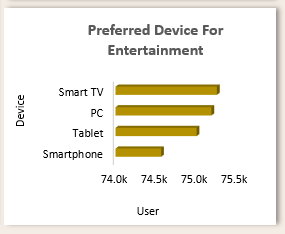 Preferred Device For
Entertainment
Device
Smart TV
PC
Tablet
Smartphone
74.0k 74.5k 75.0k 75.5k
User